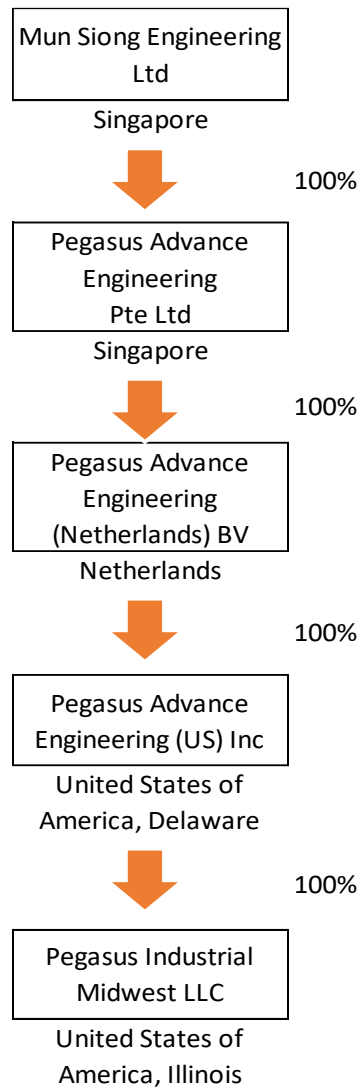 Mun Siong Engineering
Ltd
Singapore
100%
Pegasus Advance
Engineering
Pte Ltd
Singapore
100%
Pegasus Advance
Engineering
(Netherlands) BV
Netherlands
100%
Pegasus Advance
Engineering (US) Inc
United States of
America, Delaware
100%
Pegasus Industrial
Midwest LLC
United States of
America, Illinois